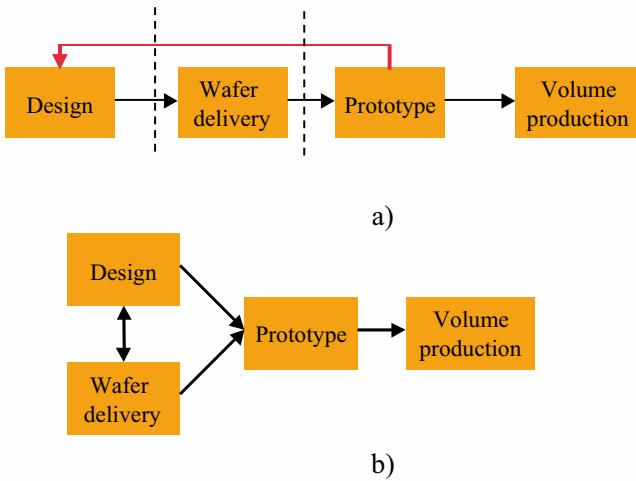 Design
Wafer
delivery
Prototype
Volume
production
a)
Design
Wafer
delivery
Prototype
Volume
production
b)